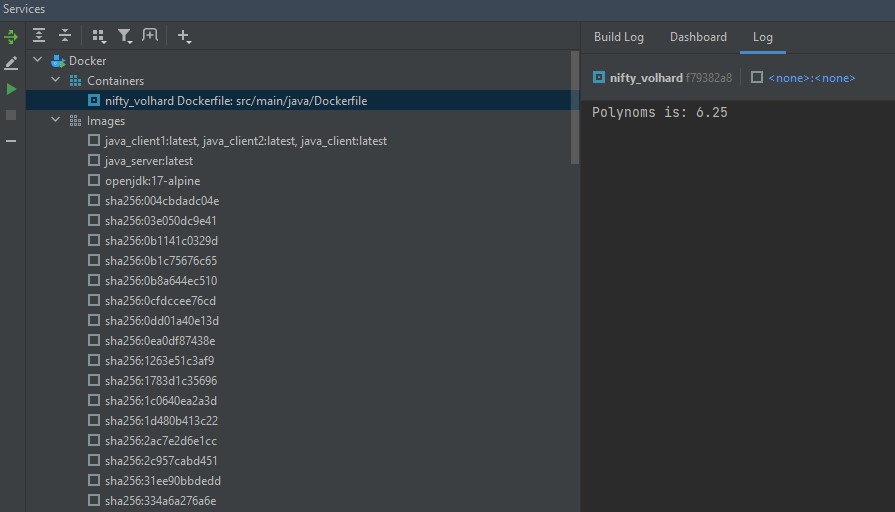 Services
Docker
Containers
nifty_volhard Dockerfile: src/main/java/Dockerfile
Images
java_client1:latest, java_client2:latest, java_client:latest
java_server:latest
openjdk:17-alpine
sha256:004cbdadc04e
sha256:03e050dc9e41
sha256:0b1141c0329d
sha256:0b1c75676c65
sha256:0b8a644ec510
sha256:0cfdccee76cd
sha256:0dd01a40e13d
sha256:0ea0df87438e
sha256:1263e51c3af9
sha256:1783d1c35696
sha256:1c0640ea2a3d
sha256:1d480b413c22
sha256:2ac7e2d6e1cc
sha256:2c957cabd451
sha256:31ee90bbdedd
sha256:334a6a276a6e
Build Log Dashboard Log
nifty_volhard f79382a8 <none>:<none>
Polynoms is: 6.25